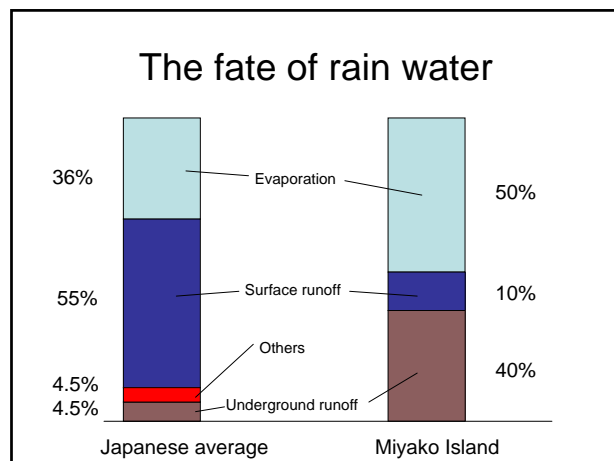 The fate of rain water
36%
Evaporation
50%
55%
Surface runoff
10%
Others
40%
4.5%
4.5%
Underground runoff
Japanese average
Miyako Island